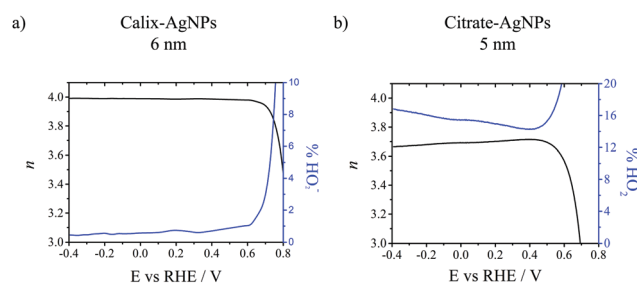 a)
Calix-AgNPs
6 nm
4.0
3.8
3.6
3.4
3.2
3.0
n
10
8
6
4
2
0
% HO₂⁻
-0.4 -0.2 0.0 0.2 0.4 0.6 0.8
E vs RHE / V
b)
Citrate-AgNPs
5 nm
4.0
3.8
3.6
3.4
3.2
3.0
n
20
16
12
8
4
0
% HO₂
-0.4 -0.2 0.0 0.2 0.4 0.6 0.8
E vs RHE / V